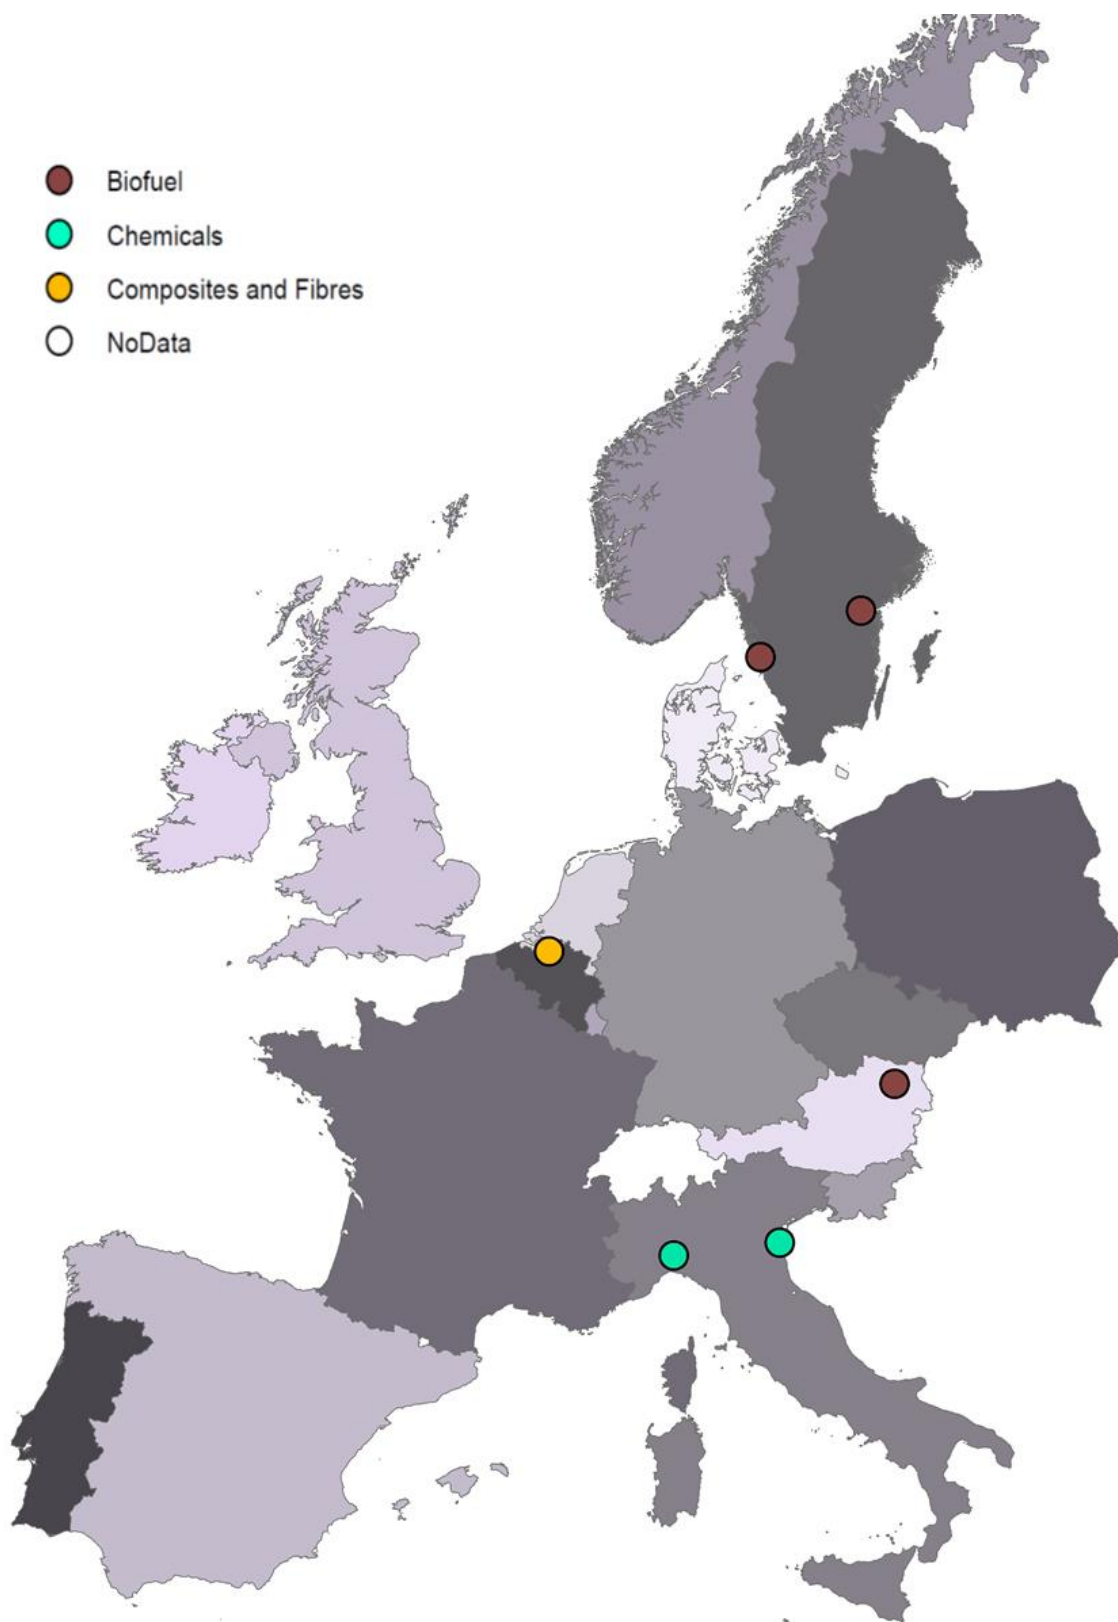 Biofuel
Chemicals
Composites and Fibres
NoData